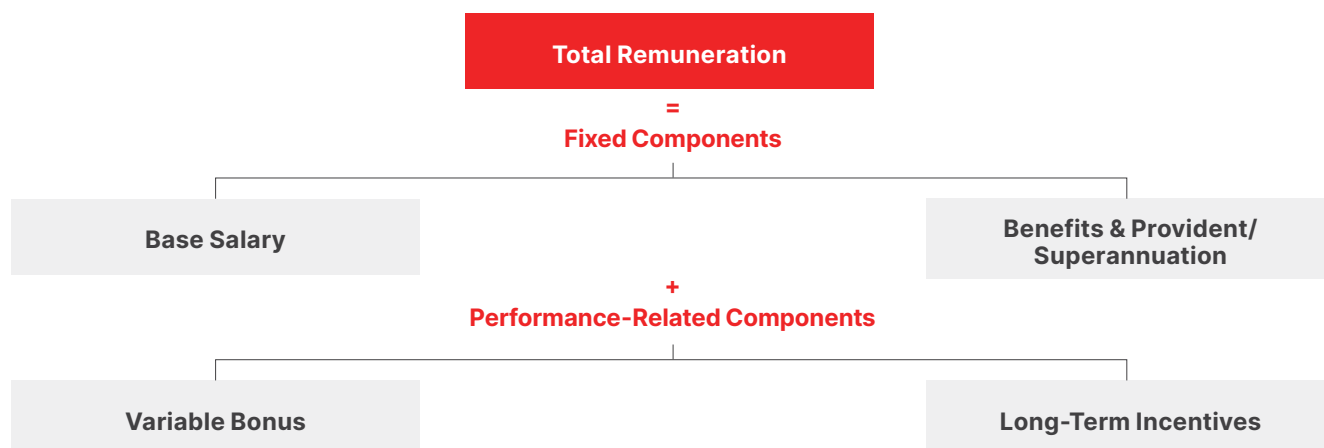 Total Remuneration
=
Fixed Components
Base Salary
Benefits & Provident/
Superannuation
+
Performance-Related Components
Variable Bonus
Long-Term Incentives